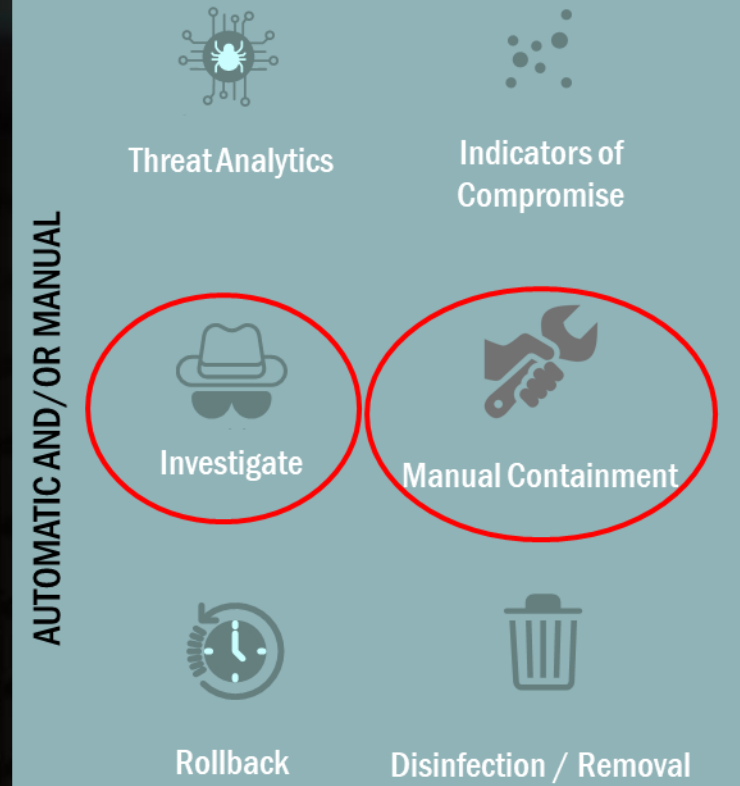 AUTOMATIC AND/OR MANUAL
Threat Analytics
Indicators of
Compromise
Investigate
Manual Containment
Rollback
Disinfection / Removal